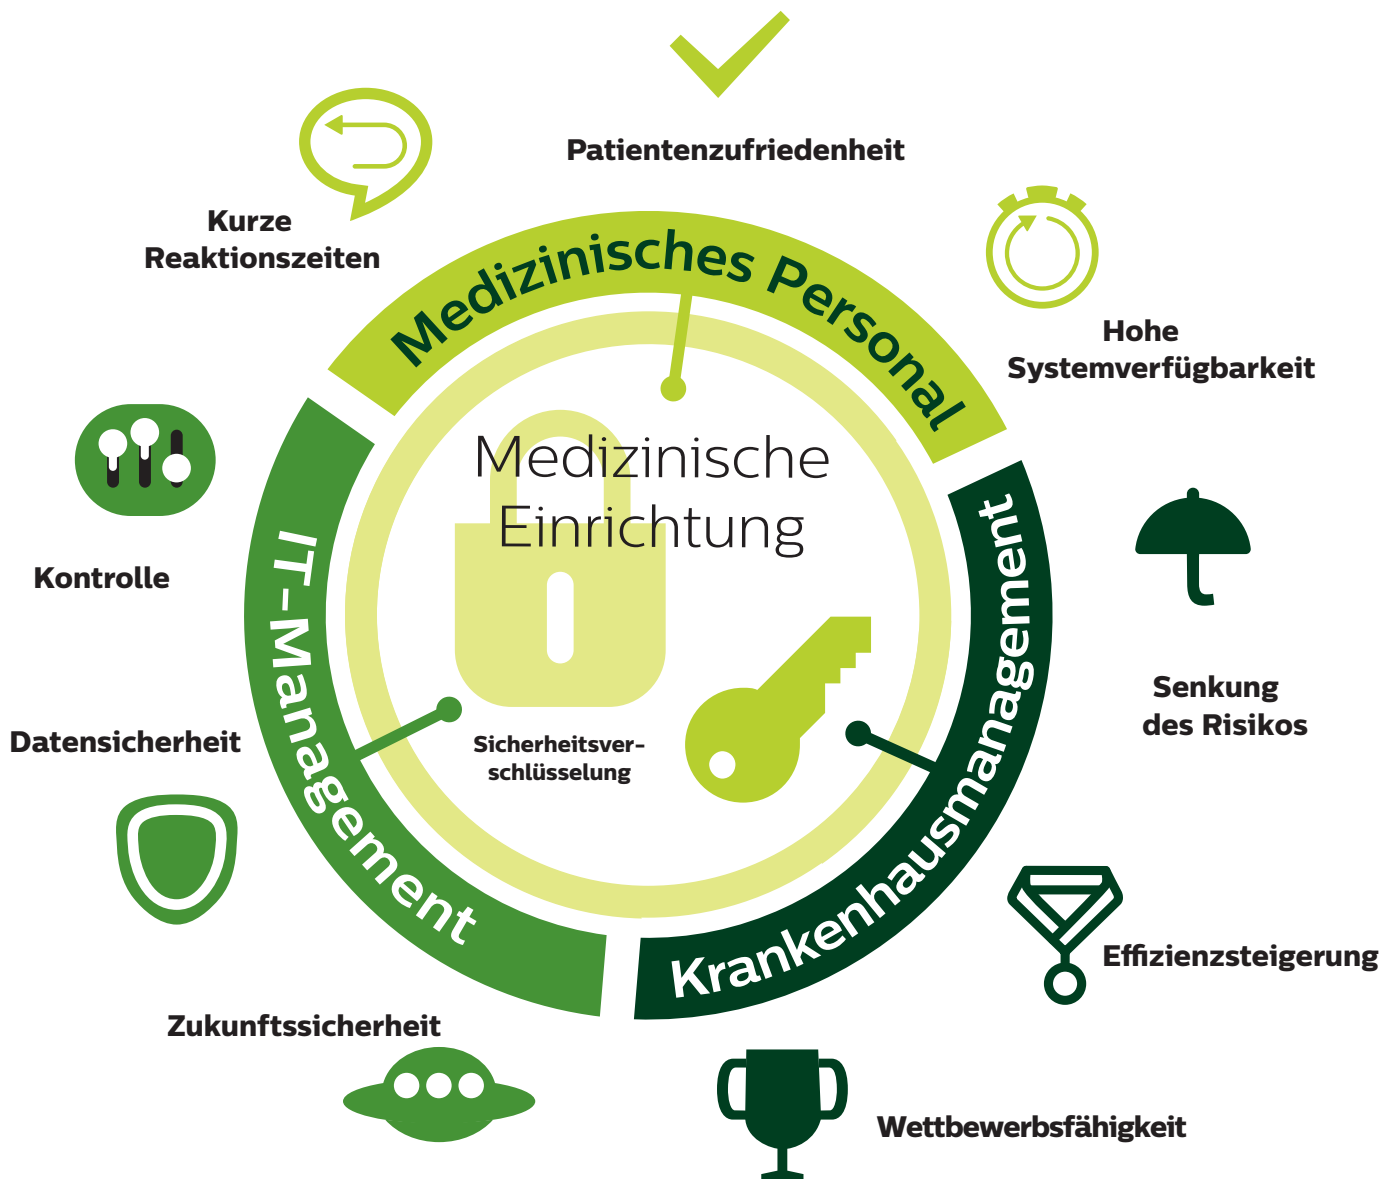 Patientenzufriedenheit
Kurze
Reaktionszeiten
Medizinisches Personal
Hohe
Systemverfügbarkeit
Medizinische
Einrichtung
IT-Management
Krankenhausmanagement
Kontrolle
Senkung
des Risikos
Datensicherheit
Sicherheitsver-
schlüsselung
Effizienzsteigerung
Zukunftssicherheit
Wettbewerbsfähigkeit